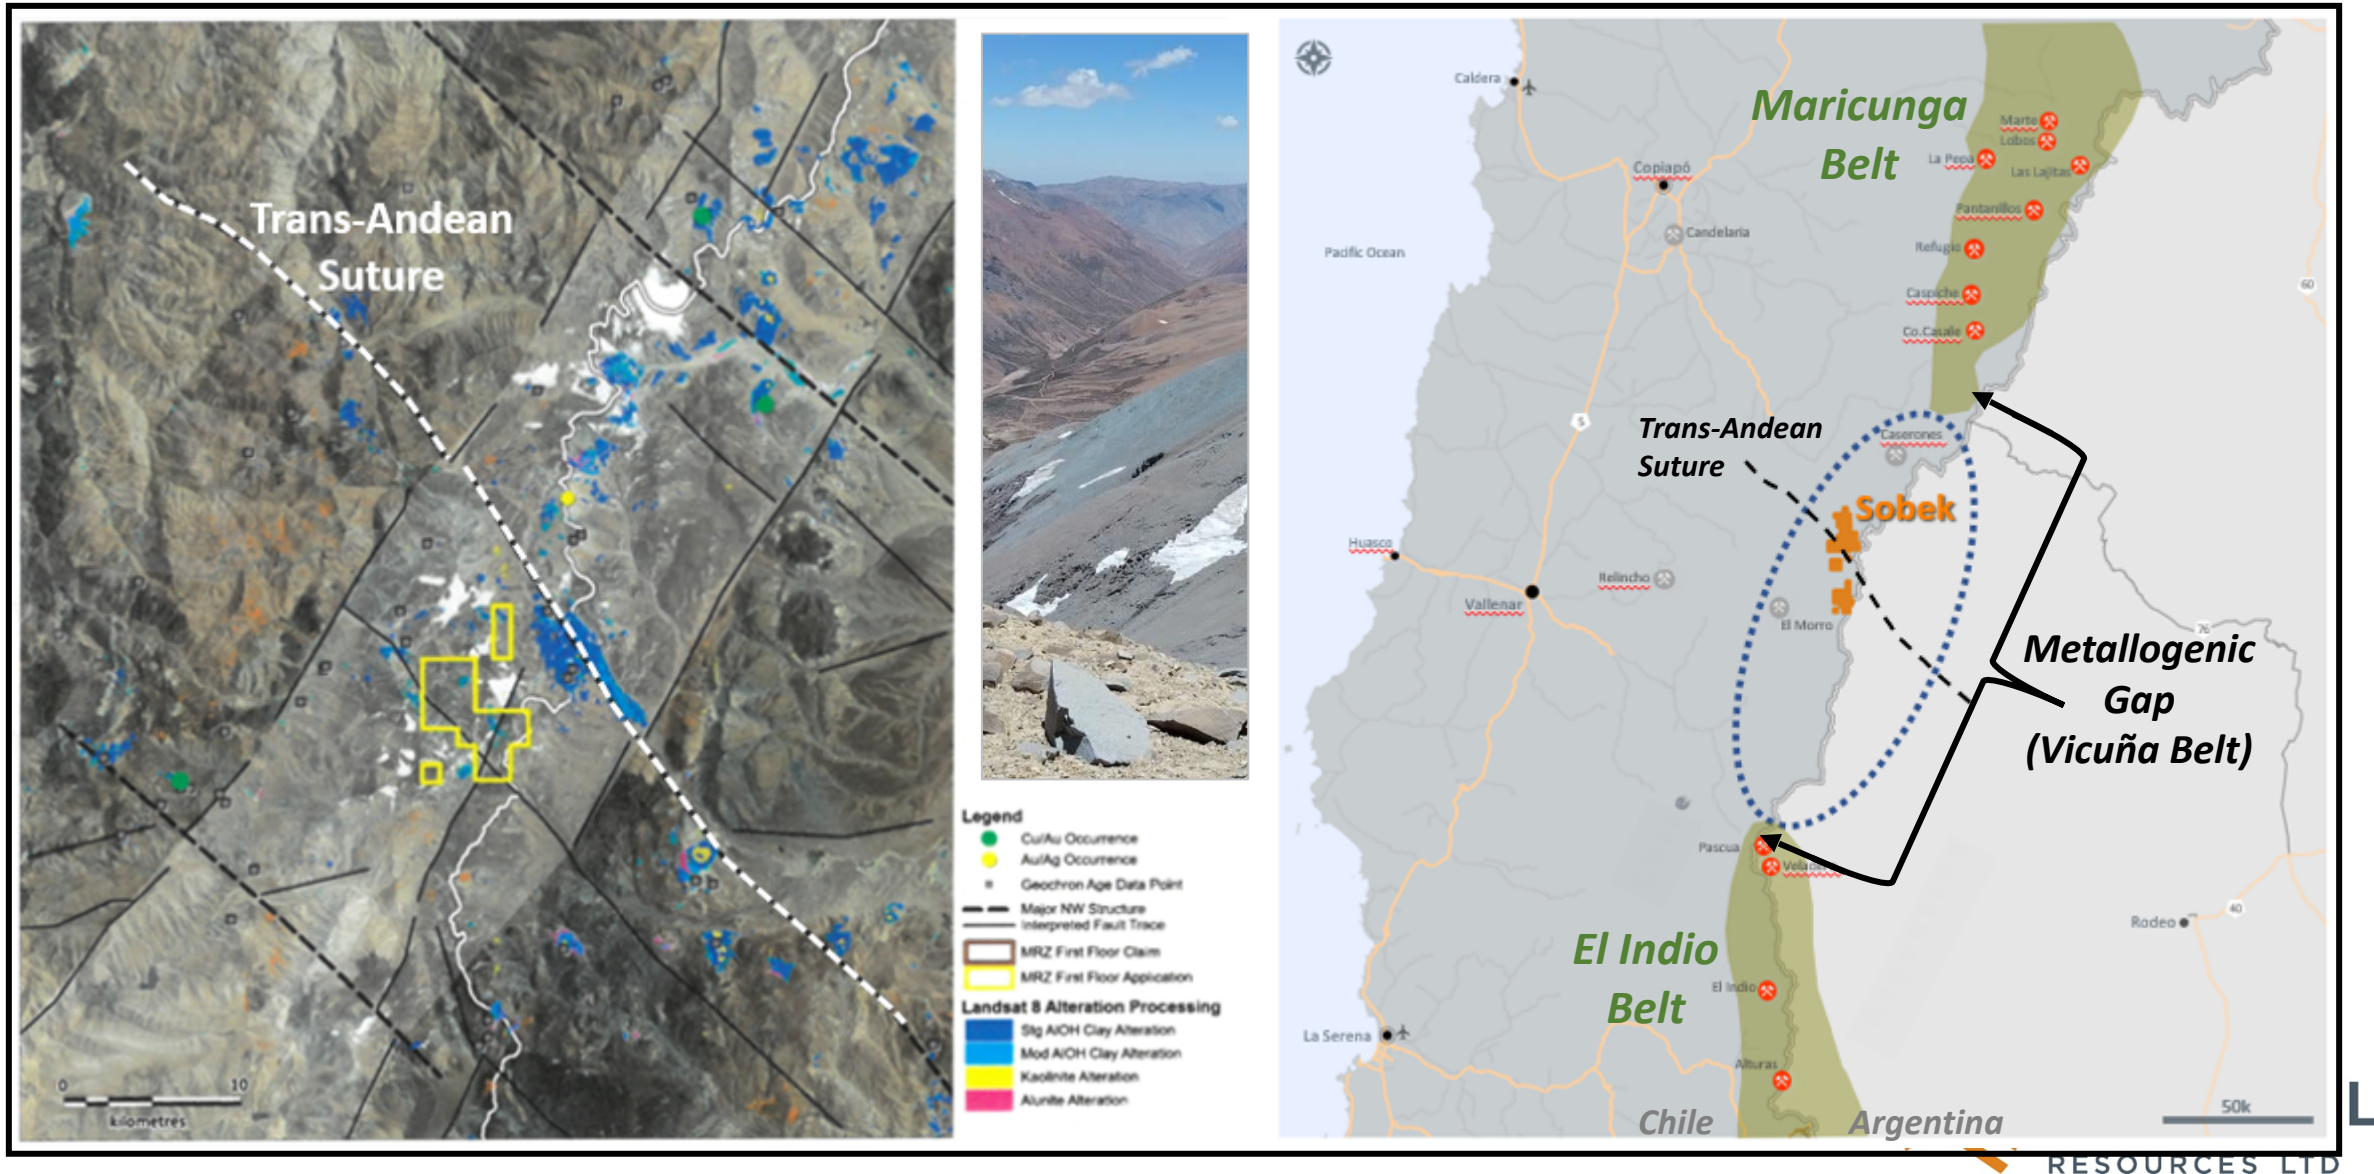 Trans-Andean
Suture
0 10
kilometres
Legend
Cu/Au Occurrence
Au/Ag Occurrence
Geochron Age Data Point
Major NW Structure
Interpreted Fault Trace
MRZ First Floor Claim
MRZ First Floor Application
Landsat 8 Alteration Processing
Stg AlOH Clay Alteration
Mod AlOH Clay Alteration
Kaolinite Alteration
Alunite Alteration
Caldera
Maricunga
Belt
Marte
Lobos
La Pepa
Las Lajitas
Copiapó
Pantanillos
Candelaria
Refugio
Pacific Ocean
60
Caspiche
Co.Casale
5
Trans-Andean
Suture
Caserones
Sobek
Huasco
Relincho
Vallenar
El Morro
76
Metallogenic
Gap
(Vicuña Belt)
Pascua
Rodeo
40
El Indio
Belt
El Indio
La Serena
Alturas
Chile
Argentina
50k
L
RESOURCES LTD